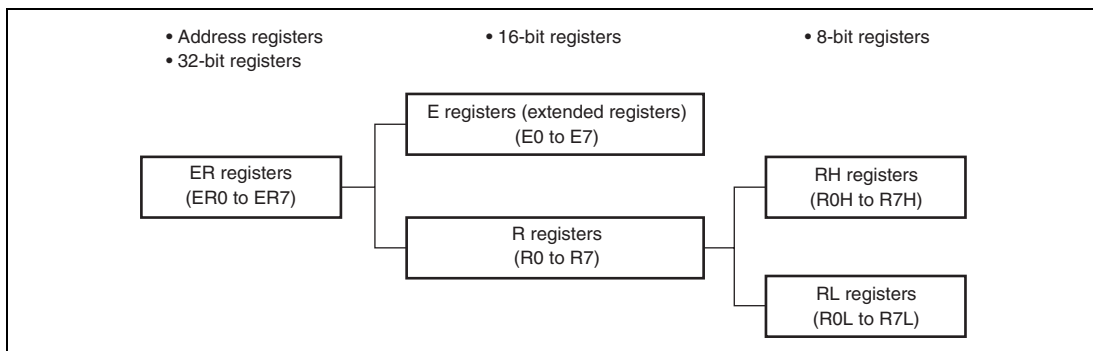 • Address registers
• 32-bit registers
• 16-bit registers
• 8-bit registers
E registers (extended registers)
(E0 to E7)
ER registers
(ER0 to ER7)
R registers
(R0 to R7)
RH registers
(R0H to R7H)
RL registers
(R0L to R7L)